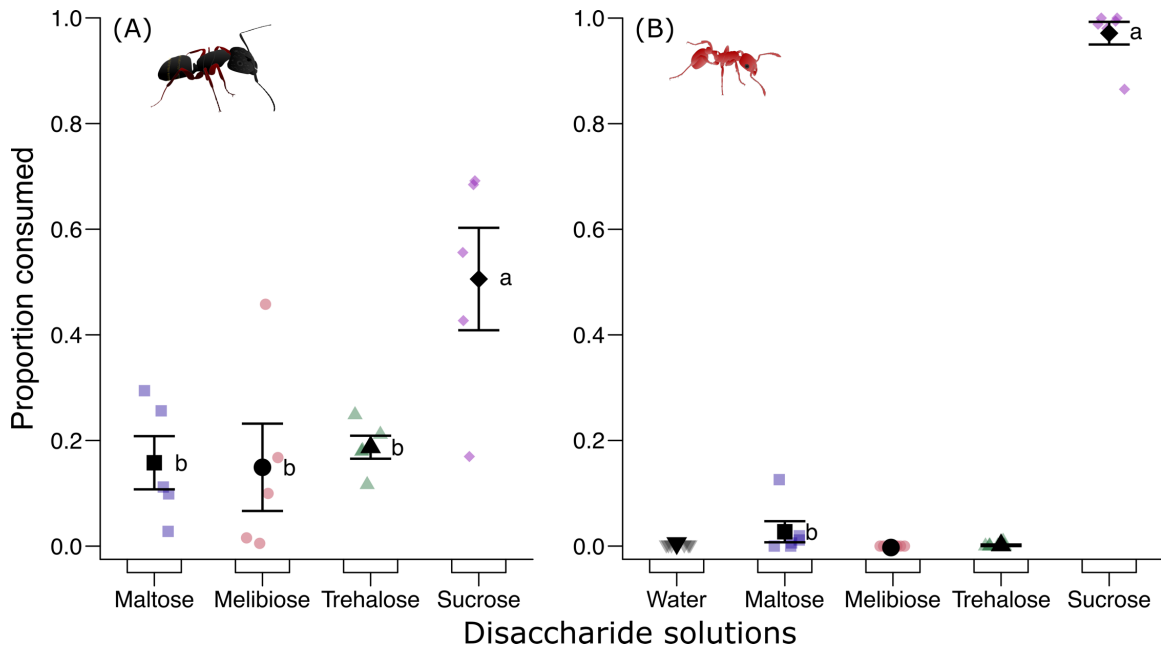 Proportion consumed
(A)
1.0
0.8
0.6
0.4
0.2
0.0
b
b
b
a
Maltose Melibiose Trehalose Sucrose
(B)
1.0
0.8
0.6
0.4
0.2
0.0
b
a
Water Maltose Melibiose Trehalose Sucrose
Disaccharide solutions